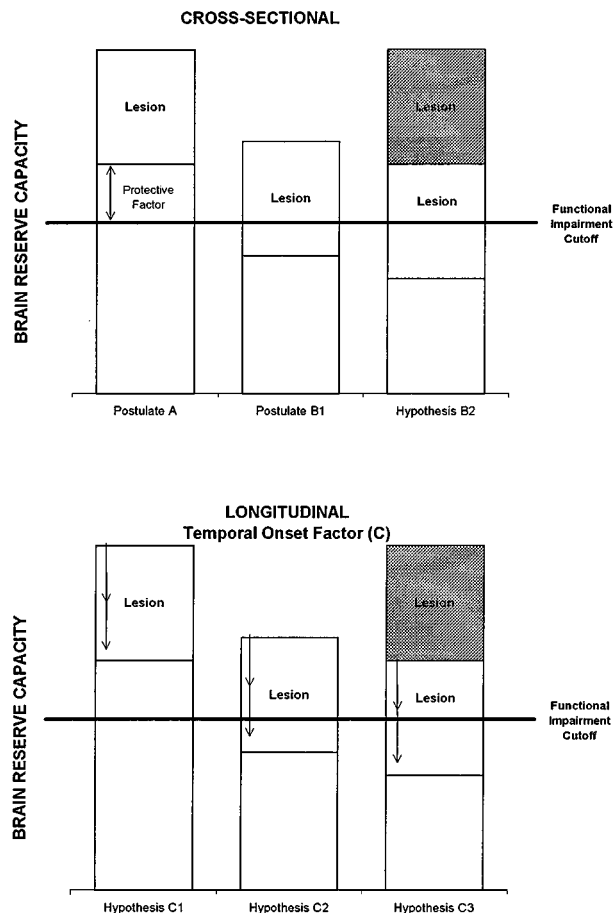 CROSS-SECTIONAL
BRAIN RESERVE CAPACITY
Lesion
Protective
Factor
Lesion
Lesion
Lesion
Functional
Impairment
Cutoff
Postulate A
Postulate B1
Hypothesis B2
LONGITUDINAL
Temporal Onset Factor (C)
BRAIN RESERVE CAPACITY
Lesion
Lesion
Lesion
Lesion
Functional
Impairment
Cutoff
Hypothesis C1
Hypothesis C2
Hypothesis C3